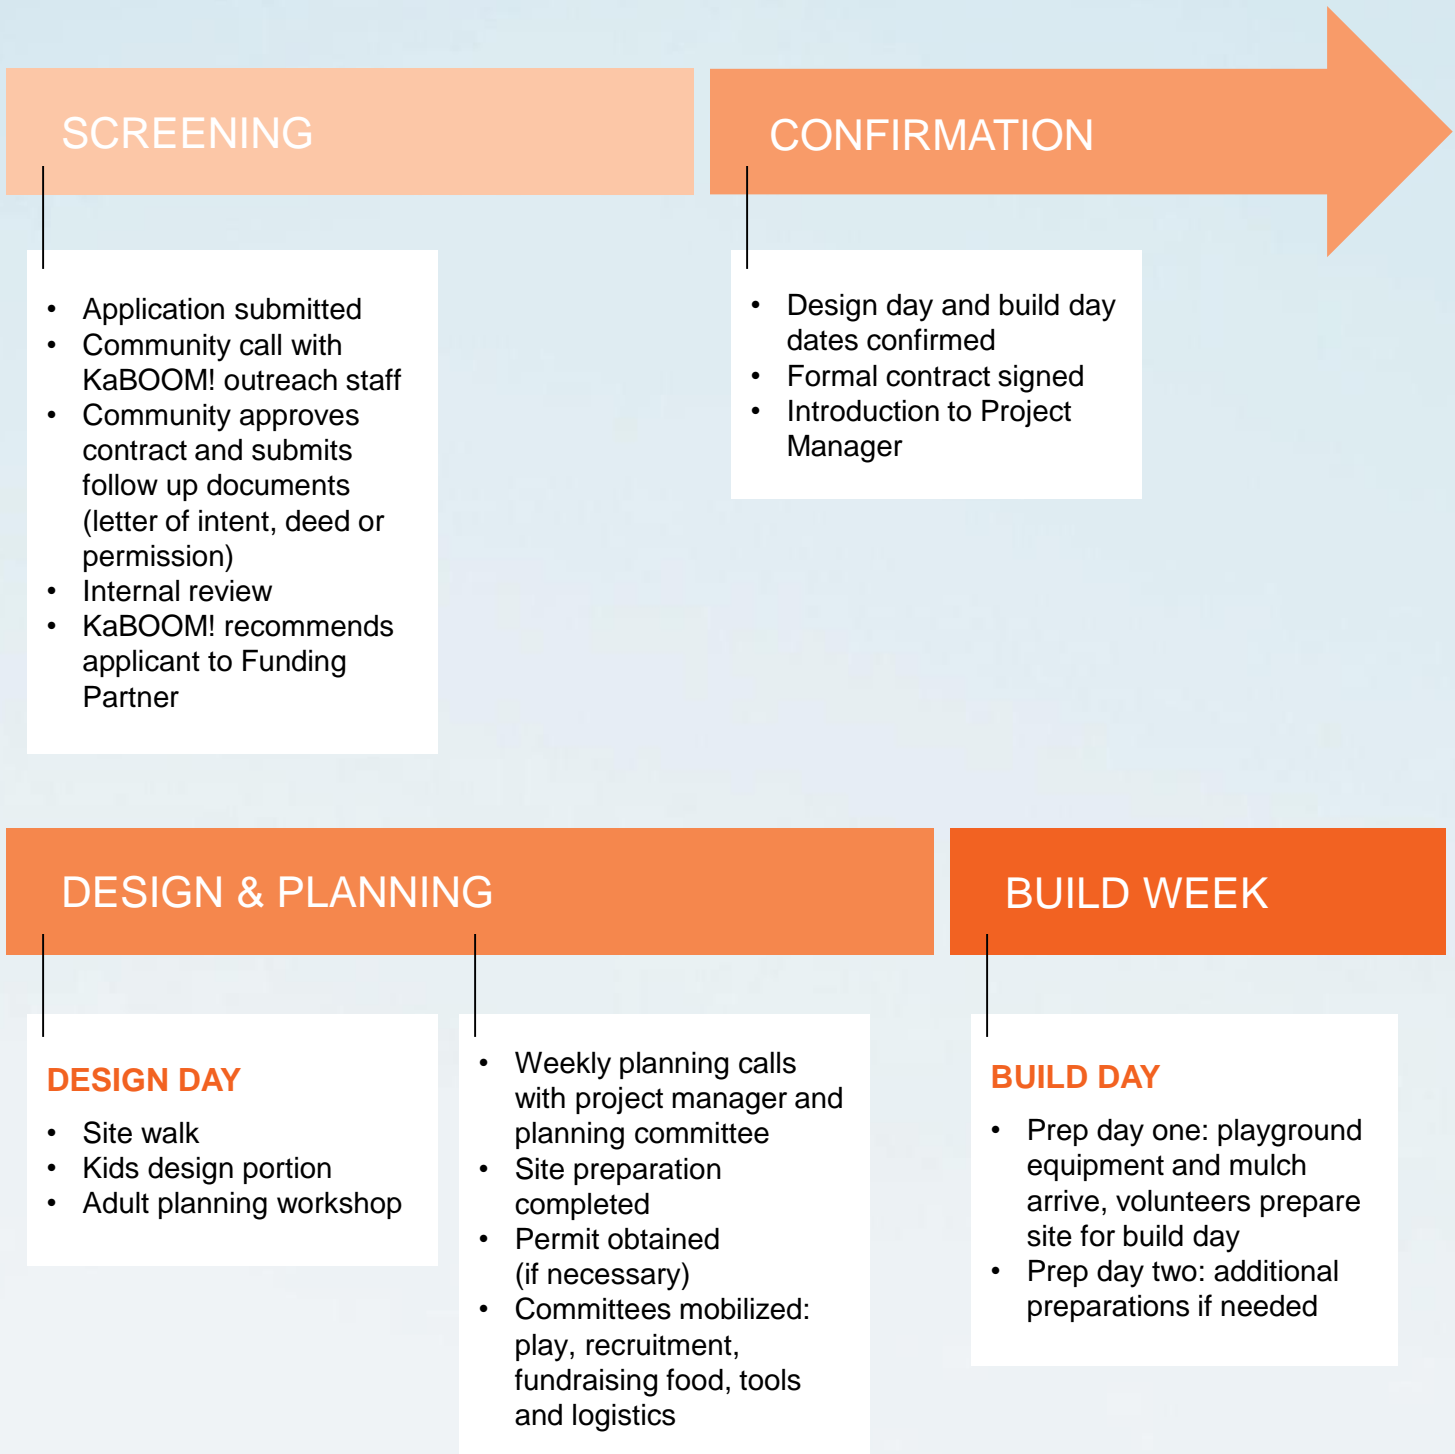 SCREENING
• Application submitted
• Community call with
KaBOOM! outreach staff
• Community approves
contract and submits
follow up documents
(letter of intent, deed or
permission)
• Internal review
• KaBOOM! recommends
applicant to Funding
Partner
CONFIRMATION
• Design day and build day
dates confirmed
• Formal contract signed
• Introduction to Project
Manager
DESIGN & PLANNING
DESIGN DAY
• Site walk
• Kids design portion
• Adult planning workshop
• Weekly planning calls
with project manager and
planning committee
• Site preparation
completed
• Permit obtained
(if necessary)
• Committees mobilized:
play, recruitment,
fundraising food, tools
and logistics
BUILD WEEK
BUILD DAY
• Prep day one: playground
equipment and mulch
arrive, volunteers prepare
site for build day
• Prep day two: additional
preparations if needed